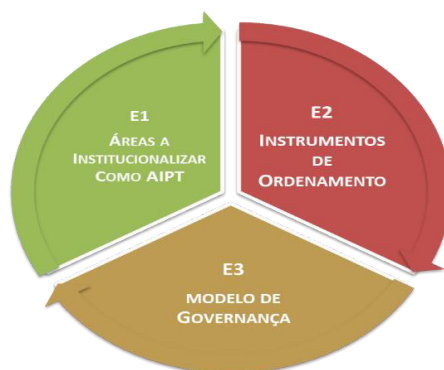 E1
ÁREAS A
INSTITUCIONALIZAR
COMO AIPT
E2
INSTRUMENTOS
DE
ORDENAMENTO
E3
MODELO DE
GOVERNANÇA